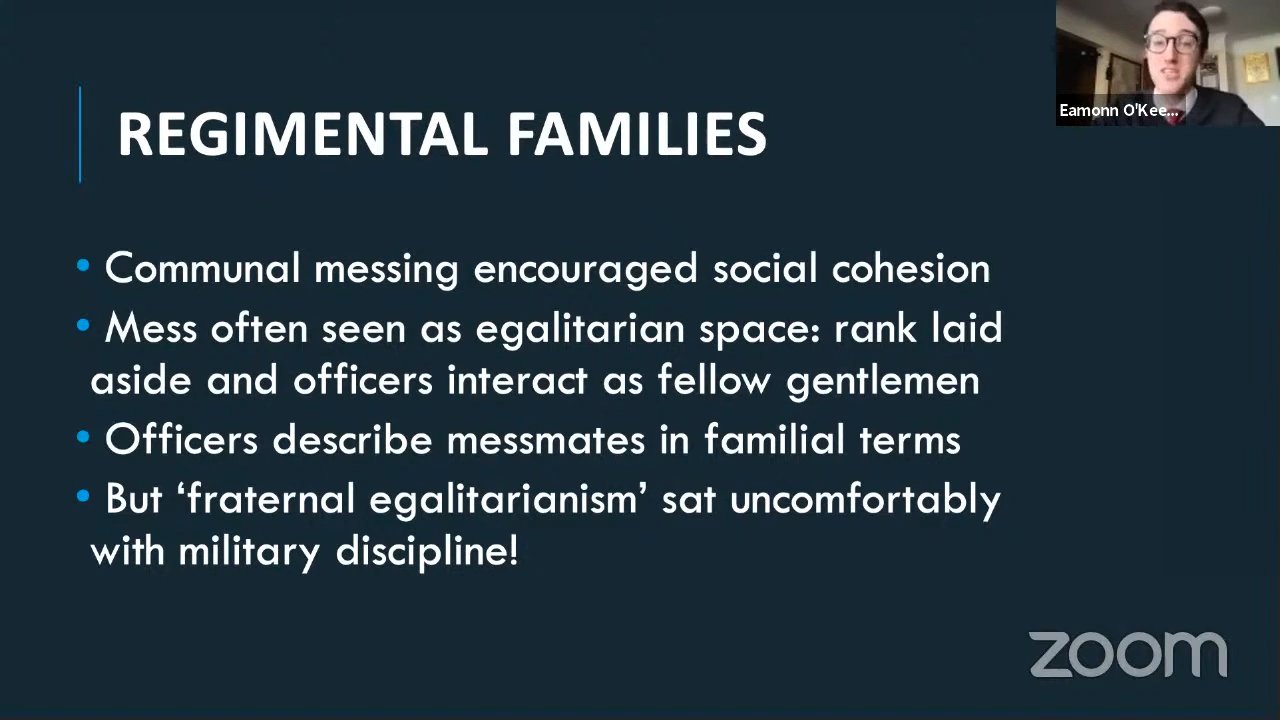 Eamonn O'Kee...
REGIMENTAL FAMILIES
• Communal messing encouraged social cohesion
• Mess often seen as egalitarian space: rank laid
aside and officers interact as fellow gentlemen
• Officers describe messmates in familial terms
• But ‘fraternal egalitarianism’ sat uncomfortably
with military discipline!
zoom